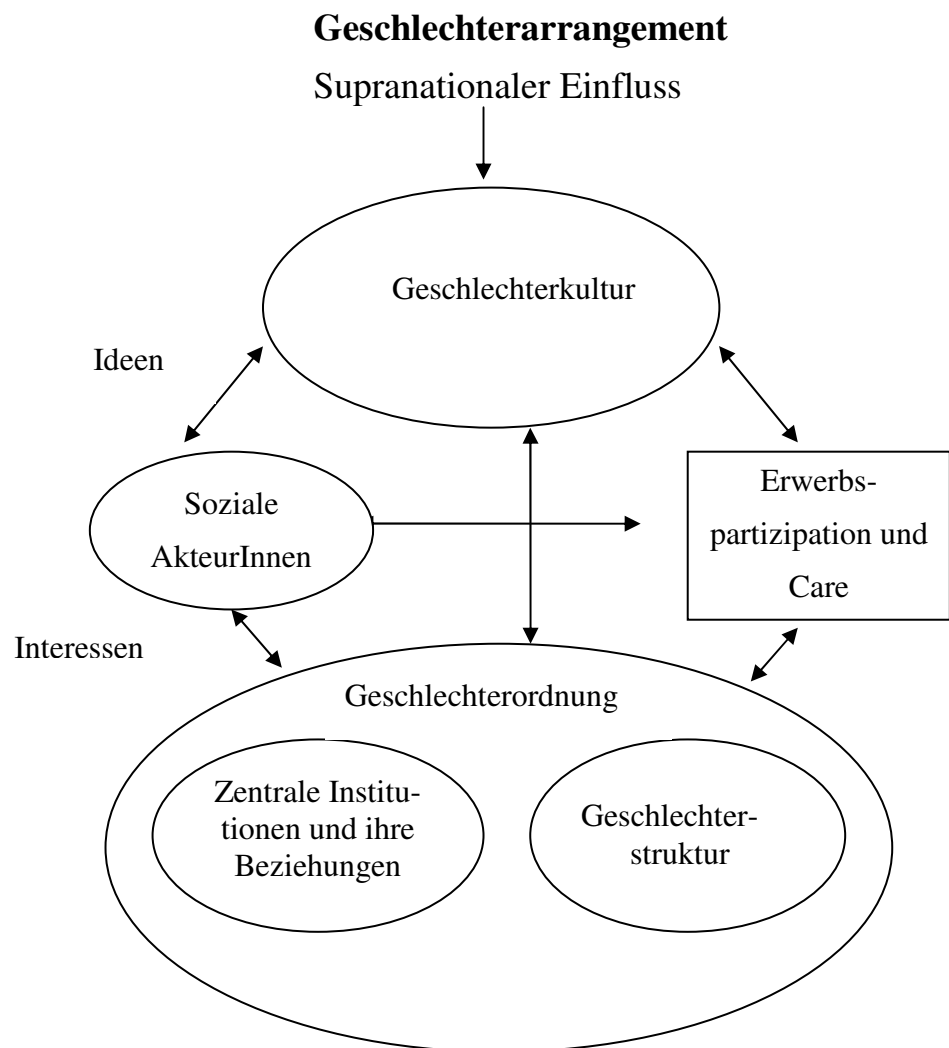 Geschlechterarrangement
Supranationaler Einfluss
Geschlechterkultur
Ideen
Soziale
AkteurInnen
Erwerbs-
partizipation und
Care
Interessen
Geschlechterordnung
Zentrale Institu-
tionen und ihre
Beziehungen
Geschlechter-
struktur